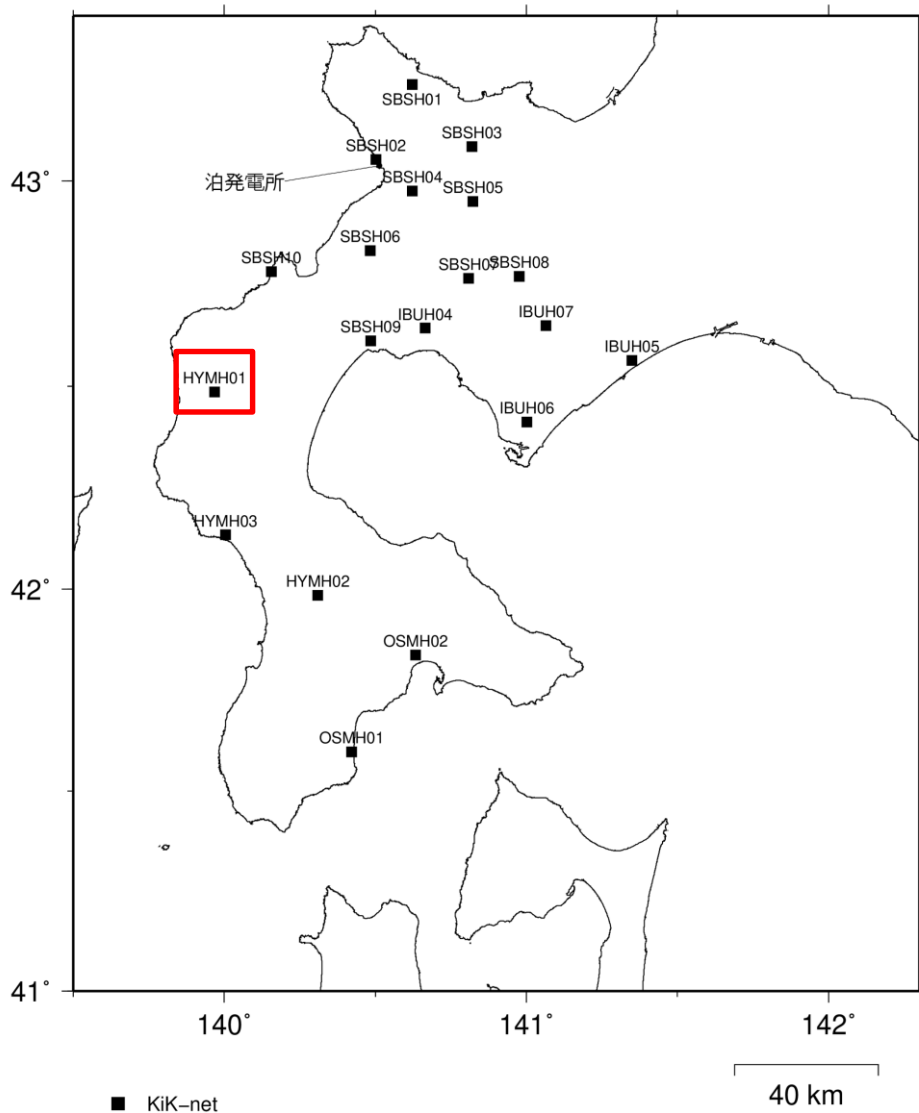 SBSH01
SBSH03
SBSH02
43˚
泊発電所
SBSH04
SBSH05
SBSH06
SBSH10
SBSH07
SBSH08
IBUH04
IBUH07
SBSH09
IBUH05
HYMH01
IBUH06
HYMH03
42˚
HYMH02
OSMH02
OSMH01
41˚
140˚
141˚
142˚
40 km
KiK−net